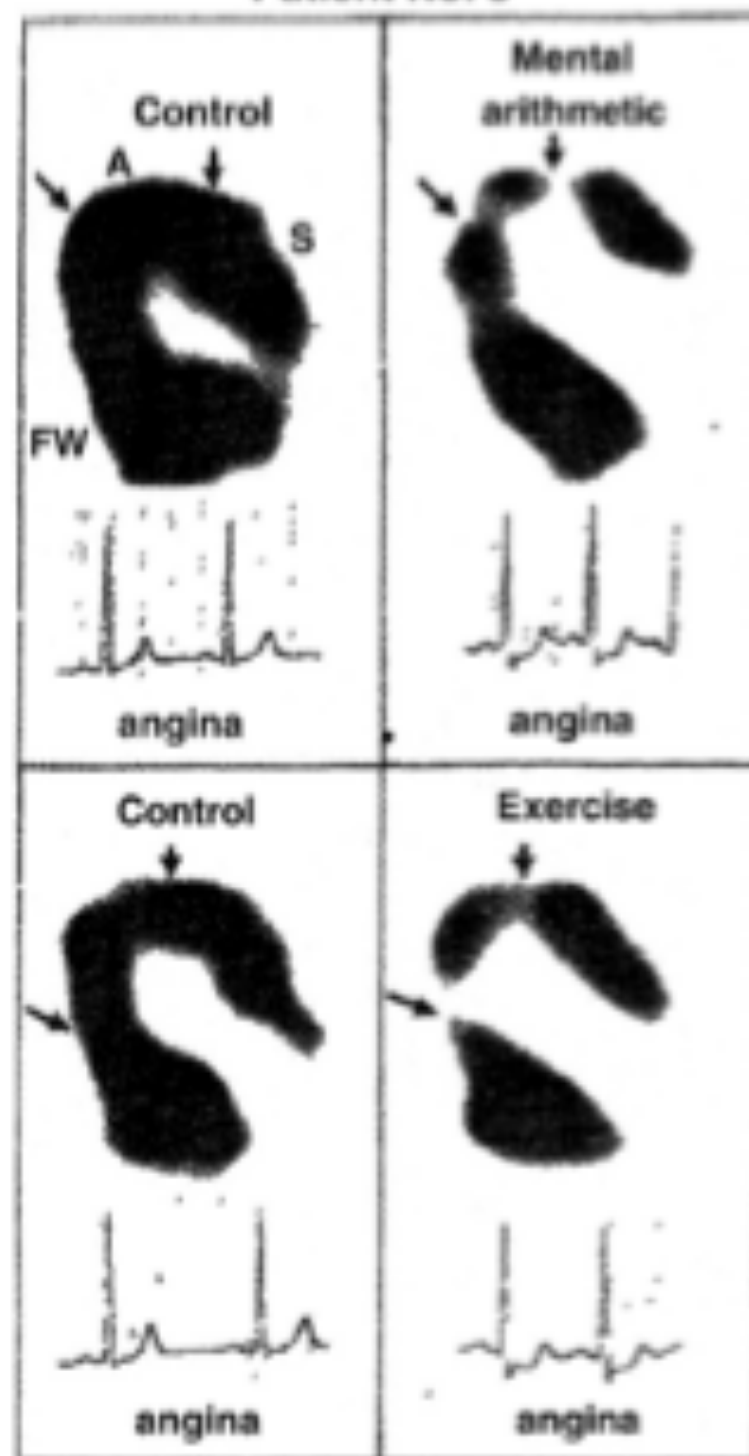 Control
A
S
FW
angina
Mental
arithmetic
angina
Control
angina
Exercise
angina